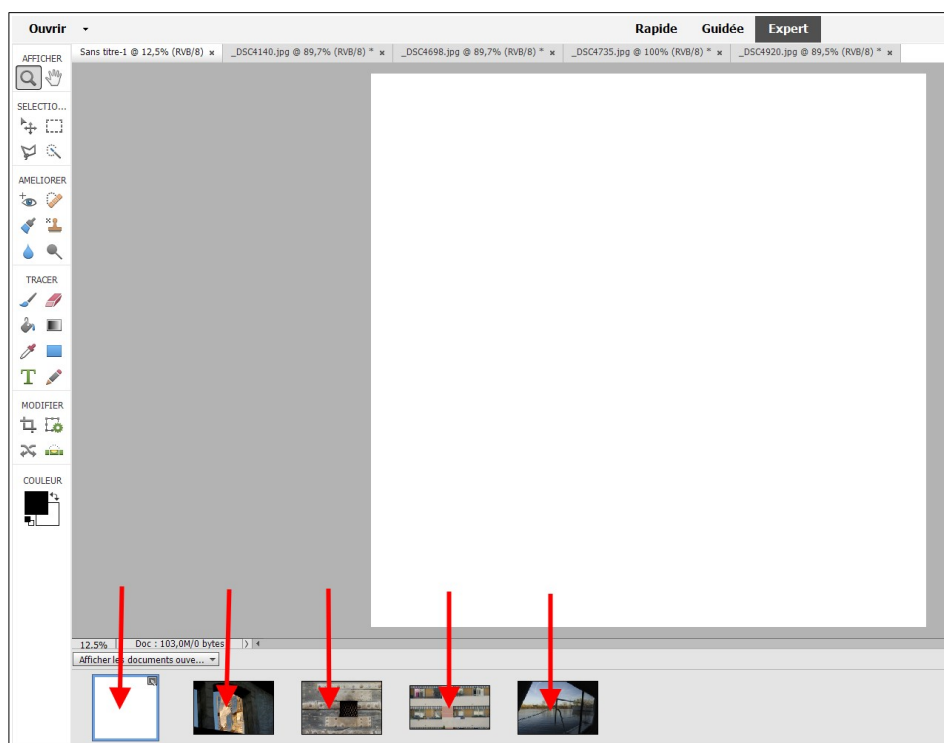 Ouvrir
Rapide Guidée Expert
Sans titre-1 @ 12,5% (RVB/8) × _DSC4140.jpg @ 89,7% (RVB/8) * × _DSC4698.jpg @ 89,7% (RVB/8) * × _DSC4735.jpg @ 100% (RVB/8) * × _DSC4920.jpg @ 89,5% (RVB/8) * ×
AFFICHER
SELECTIO...
AMELIORER
TRACER
T
MODIFIER
COULEUR
12.5% Doc : 103,0M/0 bytes
Afficher les documents ouve...